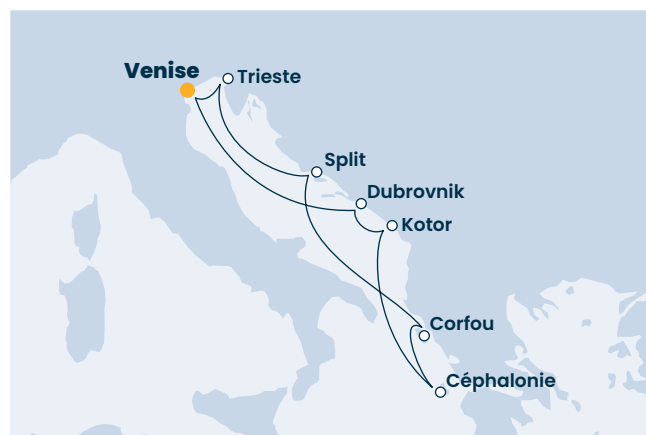 Venise
Trieste
Split
Dubrovnik
Kotor
Corfou
Céphalonie